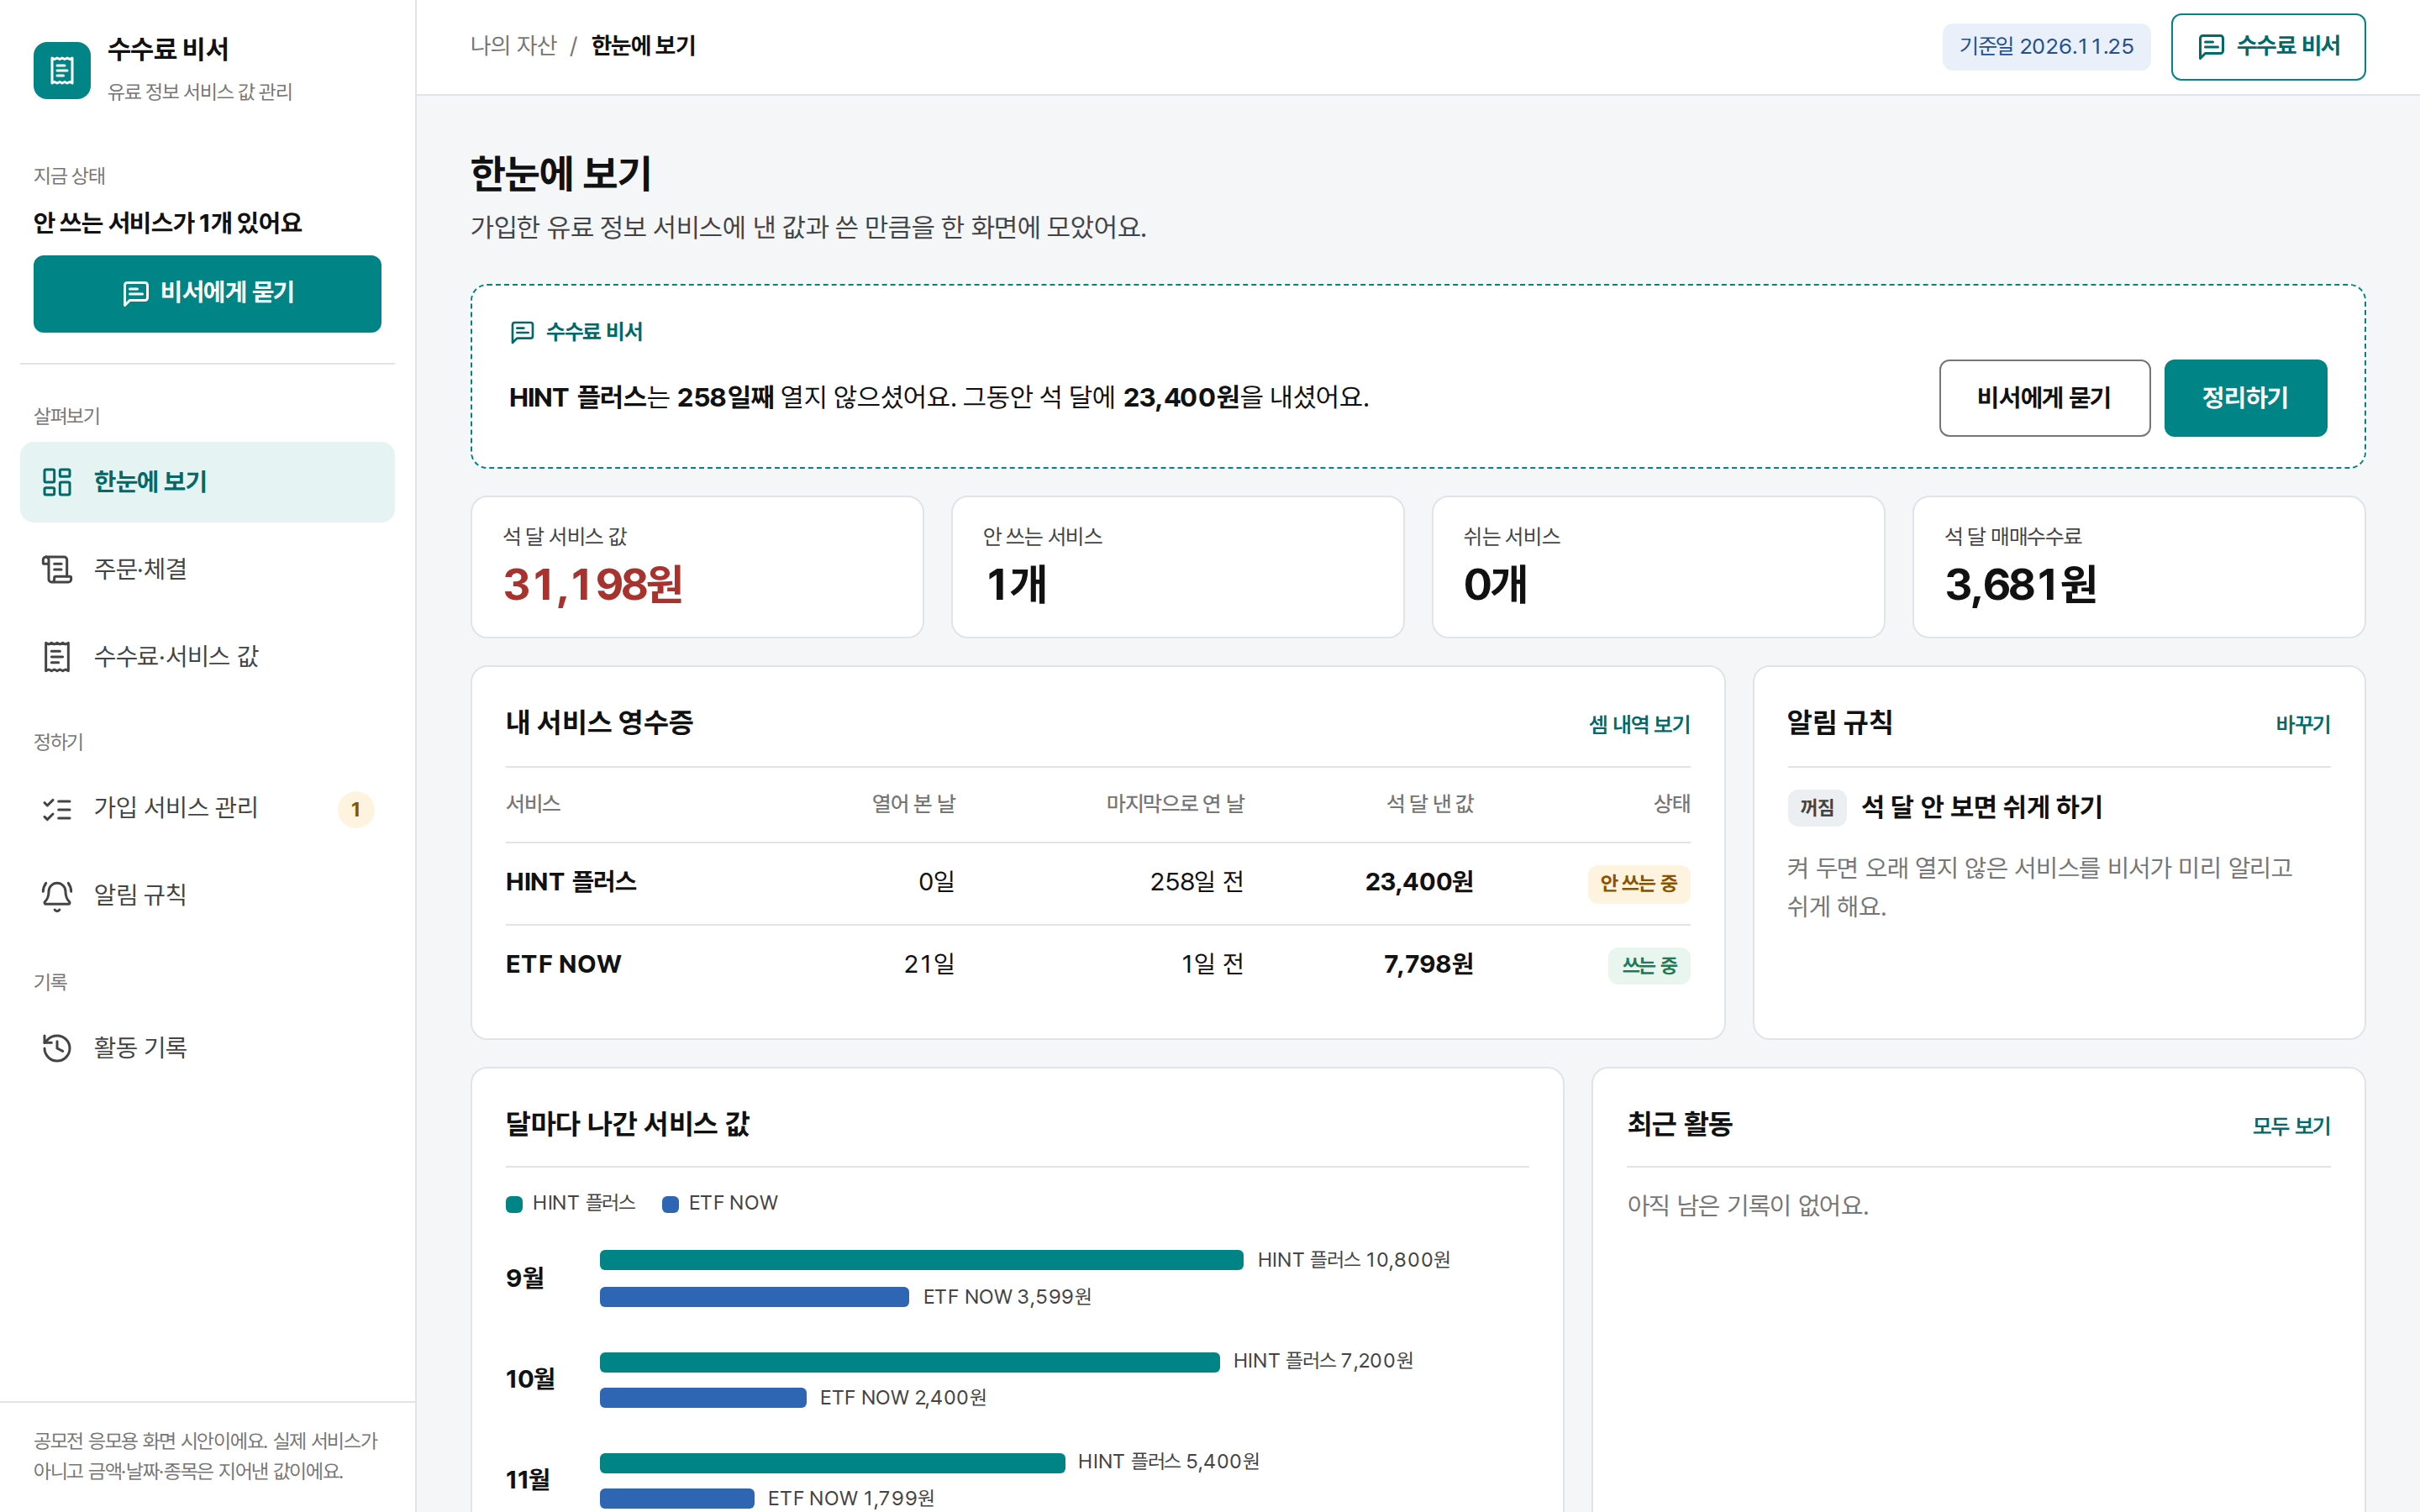 수수료 비서
유료 정보 서비스 값 관리
지금 상태
안 쓰는 서비스가 1개 있어요
비서에게 묻기
살펴보기
한눈에 보기
주문·체결
수수료·서비스 값
정하기
가입 서비스 관리 1
알림 규칙
기록
활동 기록
공모전 응모용 화면 시안이에요. 실제 서비스가
아니고 금액·날짜·종목은 지어낸 값이에요.
나의 자산 / 한눈에 보기
기준일 2026.11.25
수수료 비서
한눈에 보기
가입한 유료 정보 서비스에 낸 값과 쓴 만큼을 한 화면에 모았어요.
수수료 비서
HINT 플러스는 258일째 열지 않으셨어요. 그동안 석 달에 23,400원을 내셨어요.
비서에게 묻기
정리하기
석 달 서비스 값
31,198원
안 쓰는 서비스
1개
쉬는 서비스
0개
석 달 매매수수료
3,681원
내 서비스 영수증
셈 내역 보기
서비스 열어 본 날 마지막으로 연 날 석 달 낸 값 상태
HINT 플러스 0일 258일 전 23,400원 안 쓰는 중
ETF NOW 21일 1일 전 7,798원 쓰는 중
알림 규칙
바꾸기
꺼짐 석 달 안 보면 쉬게 하기
켜 두면 오래 열지 않은 서비스를 비서가 미리 알리고
쉬게 해요.
달마다 나간 서비스 값
HINT 플러스 ETF NOW
9월
HINT 플러스 10,800원
ETF NOW 3,599원
10월
HINT 플러스 7,200원
ETF NOW 2,400원
11월
HINT 플러스 5,400원
ETF NOW 1,799원
최근 활동
모두 보기
아직 남은 기록이 없어요.